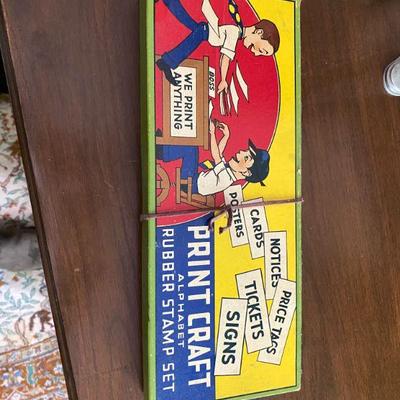 BOSS
WE PRINT
ANYTHING
POSTERS
CARDS
NOTICES
PRICE TAGS
TICKETS
SIGNS
PRINT CRAFT
ALPHABET
RUBBER STAMP SET